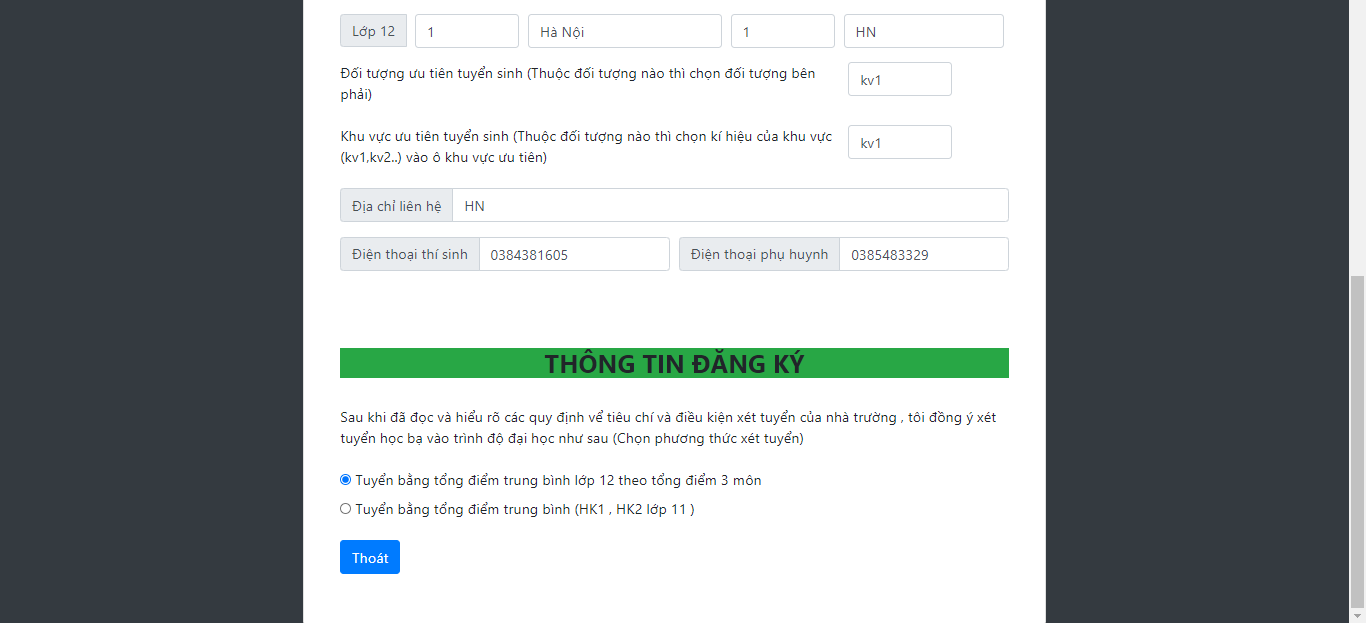 Lớp 12 1 Hà Nội 1 HN
Đối tượng ưu tiên tuyển sinh (Thuộc đối tượng nào thì chọn đối tượng bên
phải)
kv1
Khu vực ưu tiên tuyển sinh (Thuộc đối tượng nào thì chọn kí hiệu của khu vực
(kv1,kv2..) vào ô khu vực ưu tiên)
kv1
Địa chỉ liên hệ HN
Điện thoại thí sinh 0384381605 Điện thoại phụ huynh 0385483329
THÔNG TIN ĐĂNG KÝ
Sau khi đã đọc và hiểu rõ các quy định về tiêu chí và điều kiện xét tuyển của nhà trường , tôi đồng ý xét
tuyển học bạ vào trình độ đại học như sau (Chọn phương thức xét tuyển)
Tuyển bằng tổng điểm trung bình lớp 12 theo tổng điểm 3 môn
Tuyển bằng tổng điểm trung bình (HK1 , HK2 lớp 11 )
Thoát